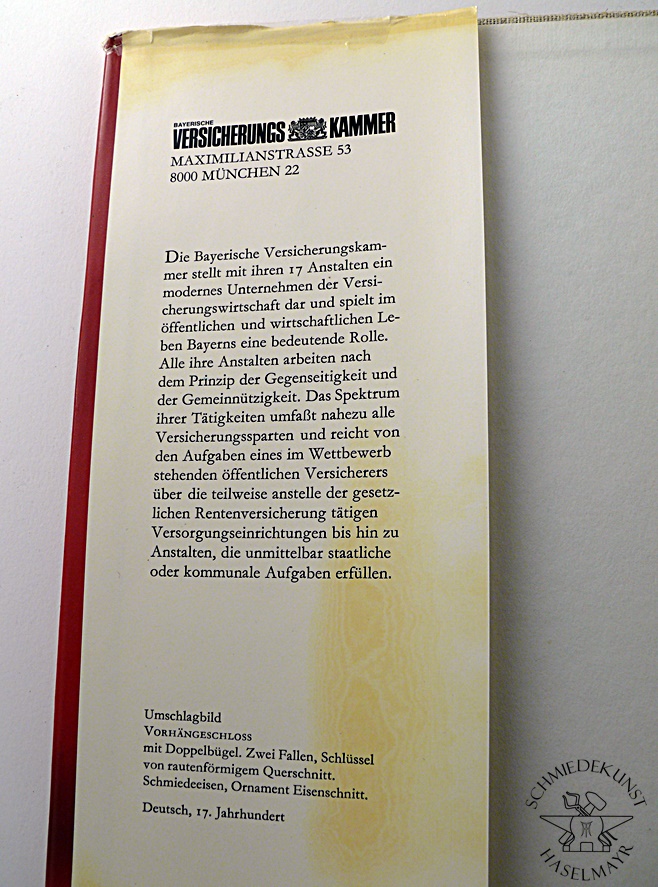 BAYERISCHE
VERSICHERUNGS KAMMER
MAXIMILIANSTRASSE 53
8000 MÜNCHEN 22
Die Bayerische Versicherungskam-
mer stellt mit ihren 17 Anstalten ein
modernes Unternehmen der Versi-
cherungswirtschaft dar und spielt im
öffentlichen und wirtschaftlichen Le-
ben Bayerns eine bedeutende Rolle.
Alle ihre Anstalten arbeiten nach
dem Prinzip der Gegenseitigkeit und
der Gemeinnützigkeit. Das Spektrum
ihrer Tätigkeiten umfaßt nahezu alle
Versicherungssparten und reicht von
den Aufgaben eines im Wettbewerb
stehenden öffentlichen Versicherers
über die teilweise anstelle der gesetz-
lichen Rentenversicherung tätigen
Versorgungseinrichtungen bis hin zu
Anstalten, die unmittelbar staatliche
oder kommunale Aufgaben erfüllen.
Umschlagbild
VORHÄNGESCHLOSS
mit Doppelbügel. Zwei Fallen, Schlüssel
von rautenförmigem Querschnitt.
Schmiedeeisen, Ornament Eisenschnitt.
Deutsch, 17. Jahrhundert
SCHMIEDEKUNST
HASELMAYR